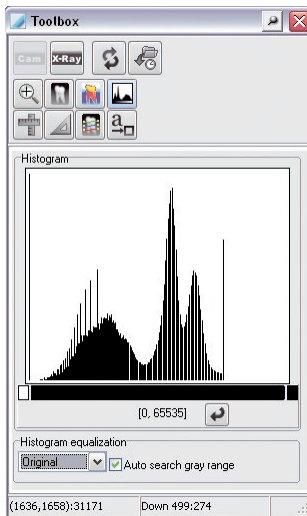 Toolbox
Cam X-Ray
a
Histogram
[0, 65535]
Histogram equalization
Original Auto search gray range
(1636,1658):31171 Down 499:274